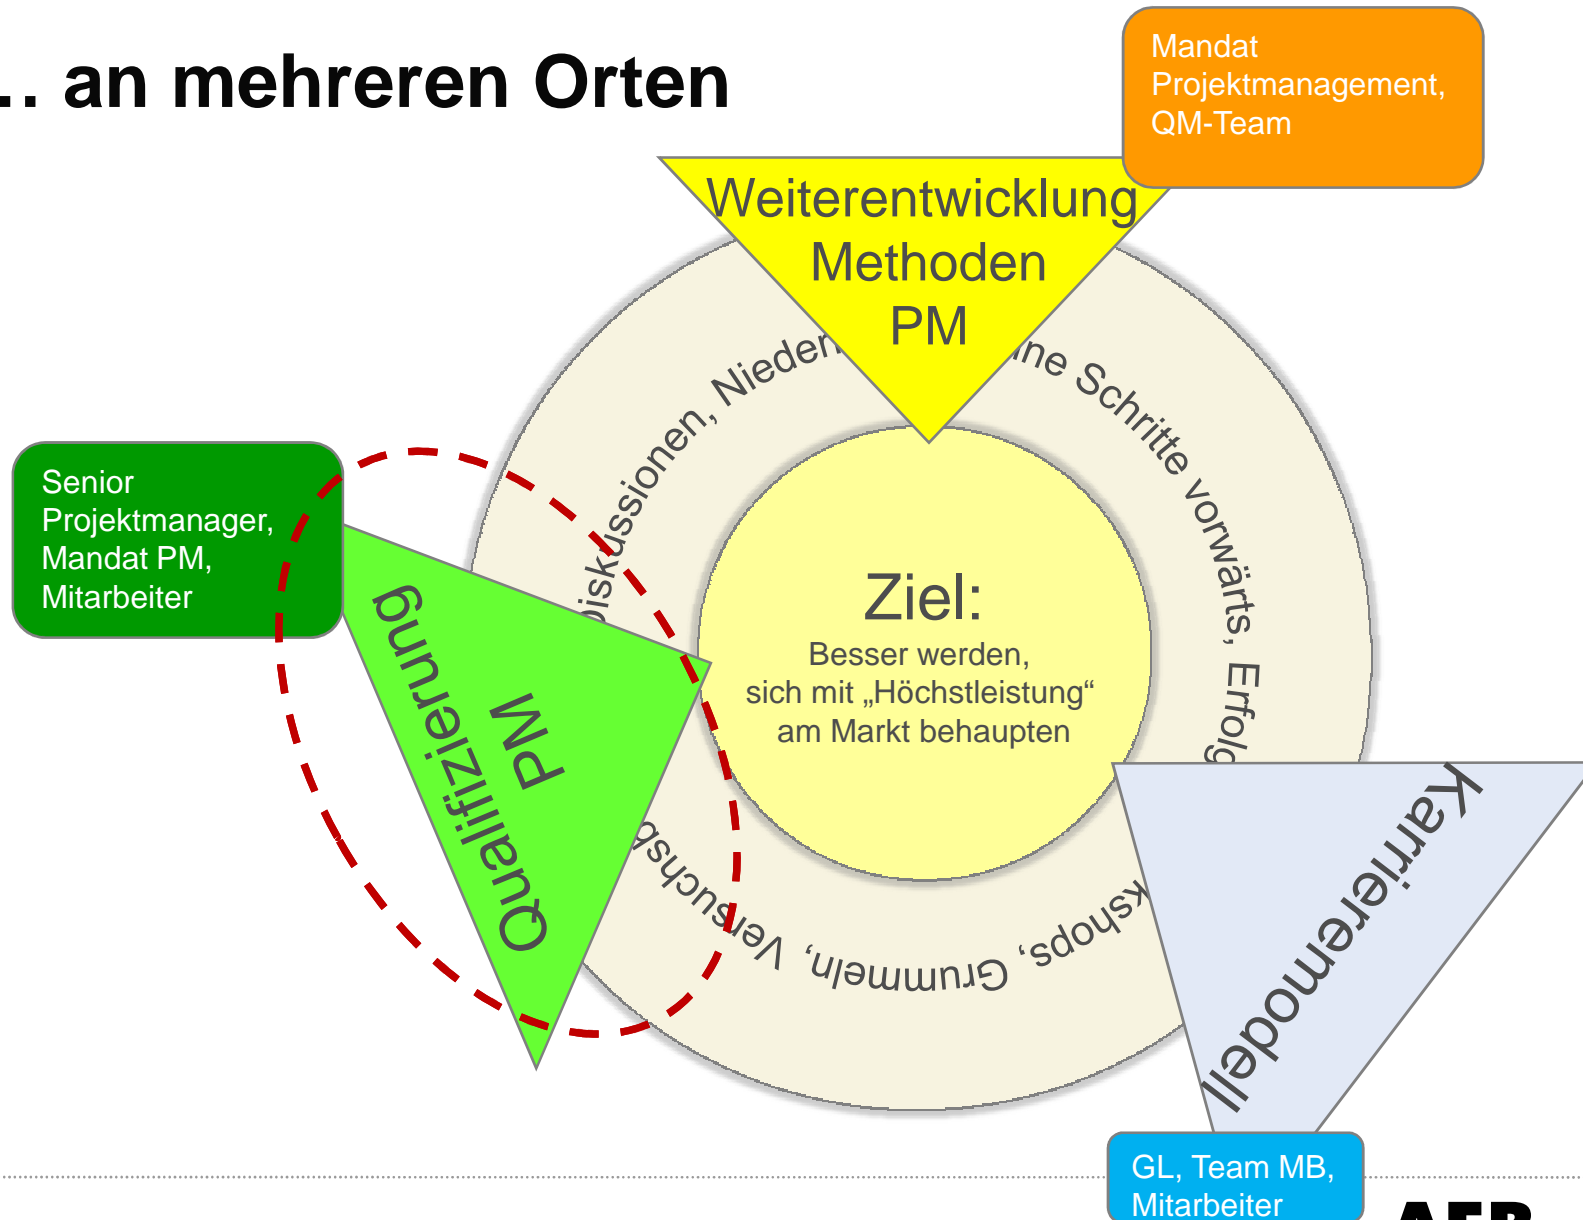 … an mehreren Orten
Mandat
Projektmanagement,
QM-Team
Weiterentwicklung
Methoden
PM
Senior
Projektmanager,
Mandat PM,
Mitarbeiter
Qualifizierung
PM
Ziel:
Besser werden,
sich mit „Höchstleistung“
am Markt behaupten
Diskussionen, Nieder
ine Schritte vorwärts, Erfolg
kshops, Grummeln, Versuchsb
Karrieremodell
GL, Team MB,
Mitarbeiter